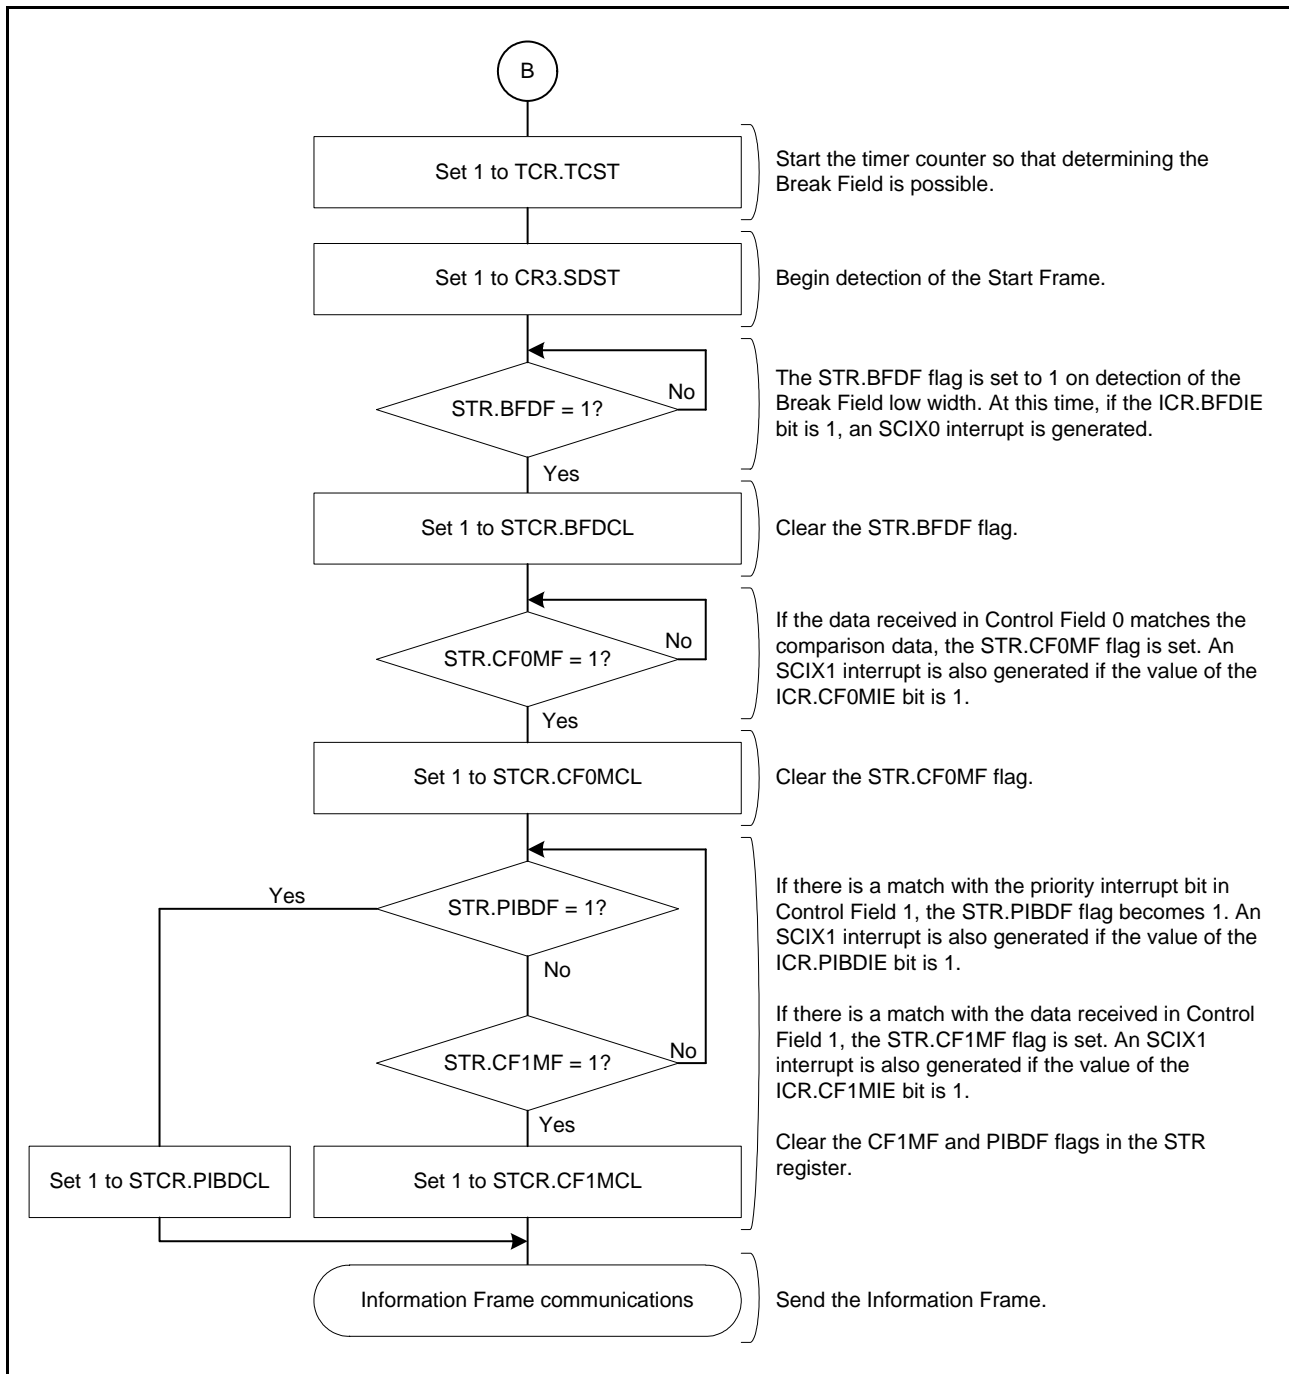 B
Set 1 to TCR.TCST
Start the timer counter so that determining the
Break Field is possible.
Set 1 to CR3.SDST
Begin detection of the Start Frame.
STR.BFDF = 1?
No
Yes
The STR.BFDF flag is set to 1 on detection of the
Break Field low width. At this time, if the ICR.BFDIE
bit is 1, an SCIX0 interrupt is generated.
Set 1 to STCR.BFDCL
Clear the STR.BFDF flag.
STR.CF0MF = 1?
No
Yes
If the data received in Control Field 0 matches the
comparison data, the STR.CF0MF flag is set. An
SCIX1 interrupt is also generated if the value of the
ICR.CF0MIE bit is 1.
Set 1 to STCR.CF0MCL
Clear the STR.CF0MF flag.
Yes
STR.PIBDF = 1?
No
If there is a match with the priority interrupt bit in
Control Field 1, the STR.PIBDF flag becomes 1. An
SCIX1 interrupt is also generated if the value of the
ICR.PIBDIE bit is 1.
STR.CF1MF = 1?
No
Yes
If there is a match with the data received in Control
Field 1, the STR.CF1MF flag is set. An SCIX1
interrupt is also generated if the value of the
ICR.CF1MIE bit is 1.
Set 1 to STCR.PIBDCL
Set 1 to STCR.CF1MCL
Clear the CF1MF and PIBDF flags in the STR
register.
Information Frame communications
Send the Information Frame.